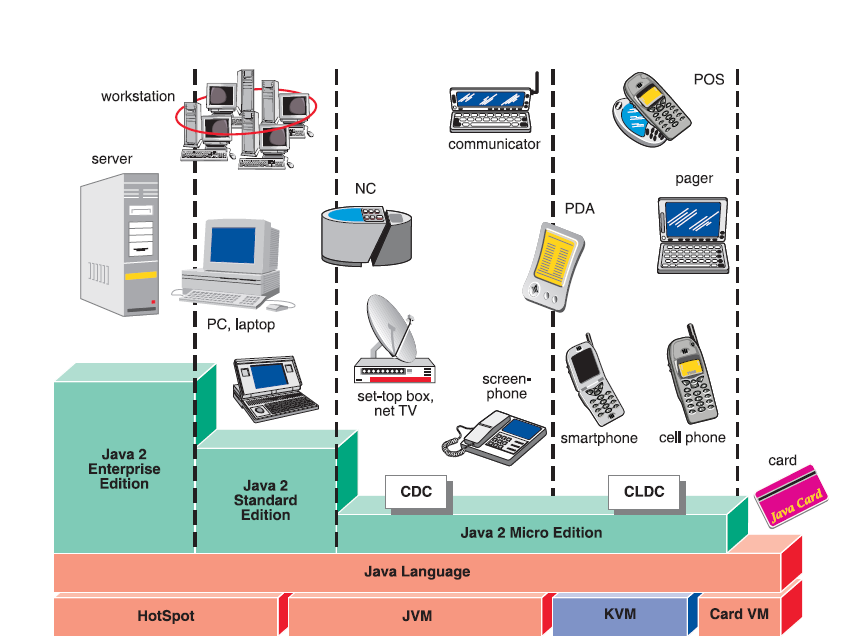 workstation
POS
communicator
server
pager
NC
PDA
PC, laptop
screen-
phone
set-top box,
net TV
smartphone
cell phone
Java 2
Enterprise
Edition
card
Java 2
Standard
Edition
CDC
CLDC
Java Card
Java 2 Micro Edition
Java Language
HotSpot
JVM
KVM
Card VM